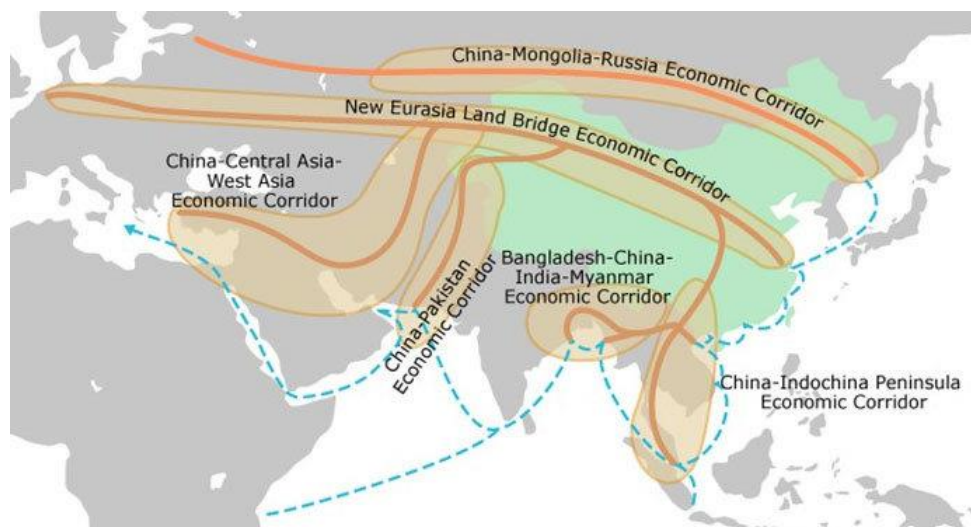 China-Mongolia-Russia Economic Corridor
New Eurasia Land Bridge Economic Corridor
China-Central Asia-
West Asia
Economic Corridor
China-Pakistan
Economic Corridor
Bangladesh-China-
India-Myanmar
Economic Corridor
China-Indochina Peninsula
Economic Corridor